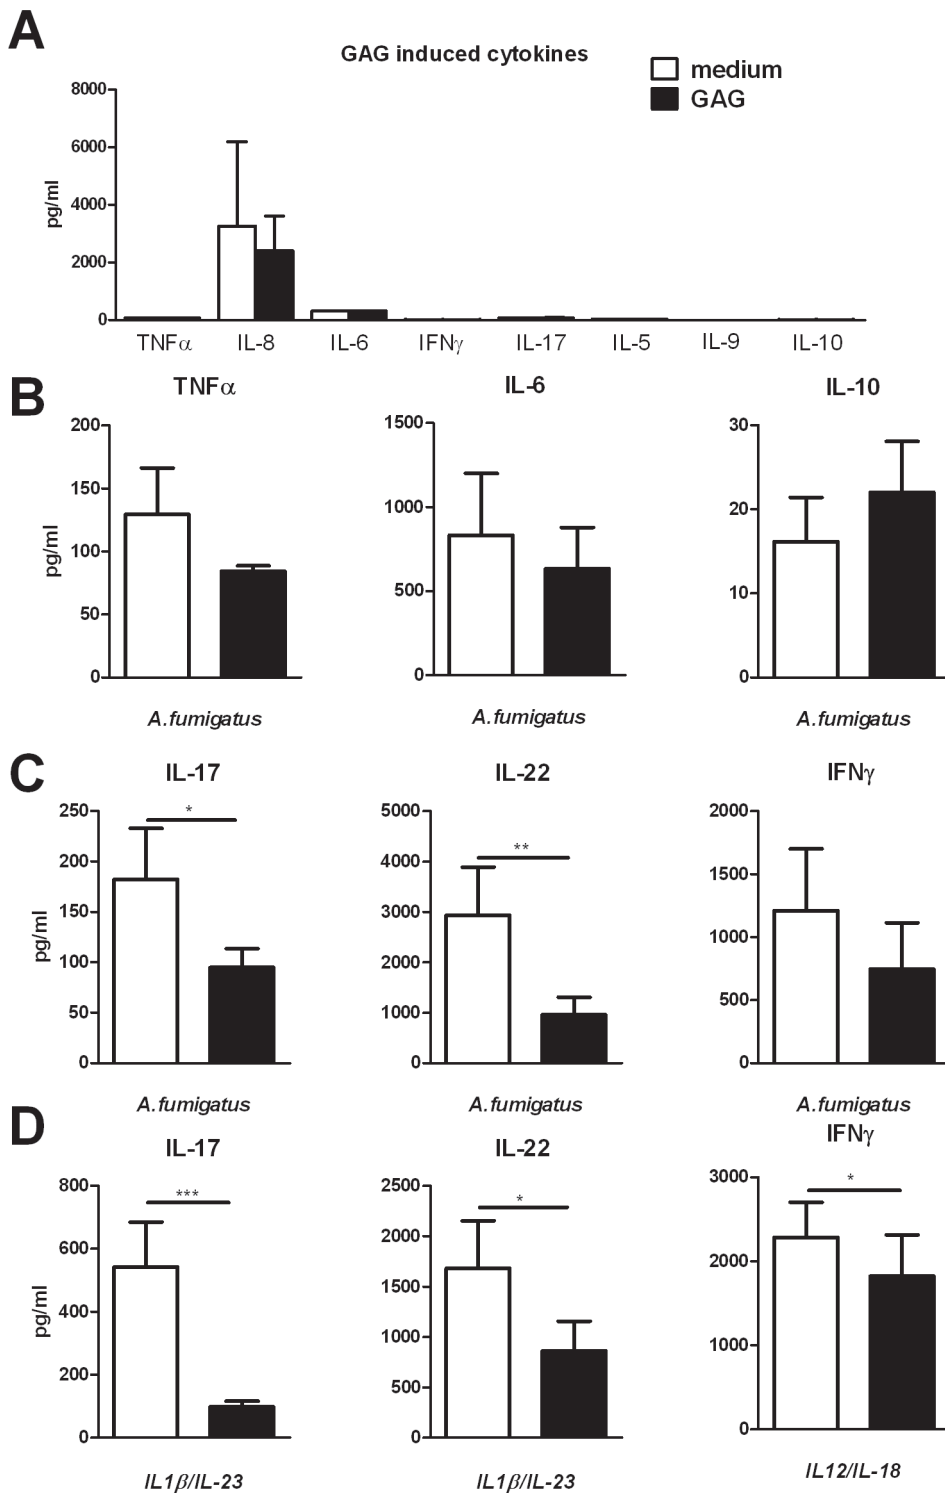 A
GAG induced cytokines
medium
GAG
8000
6000
4000
2000
0
pg/ml
TNFα IL-8 IL-6 IFNγ IL-17 IL-5 IL-9 IL-10
B
TNFα IL-6 IL-10
200 1500 30
150
1000 20
100
500 10
50
0 0 0
pg/ml
A.fumigatus A.fumigatus A.fumigatus
C
IL-17 IL-22 IFNγ
250 5000 2000
200 4000
1500
150 3000
1000
100 2000
500
50 1000
0 0 0
pg/ml
* **
A.fumigatus A.fumigatus A.fumigatus
D
IL-17 IL-22 IFNγ
800 2500 3000
600 2000
2000
400 1500
1000
1000
200 500
0 0 0
pg/ml
*** * *
IL1β/IL-23 IL1β/IL-23 IL12/IL-18